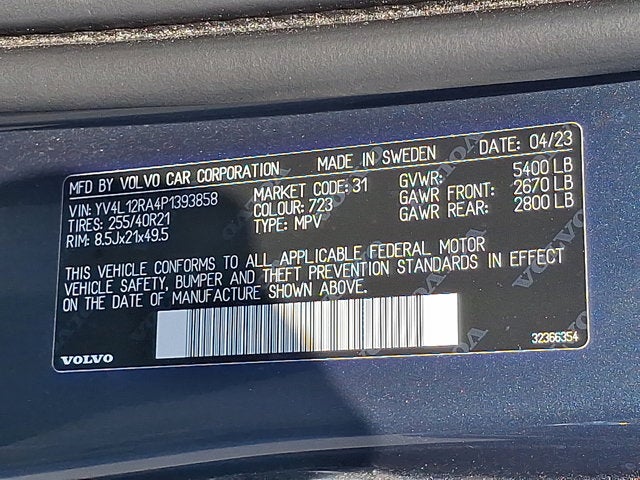 MFD BY VOLVO CAR CORPORATION MADE IN SWEDEN DATE: 04/23
VIN: YV4L12RA4P1393858 MARKET CODE: 31 GVWR: 5400 LB
TIRES: 255/40R21 COLOUR: 723 GAWR FRONT: 2670 LB
RIM: 8.5Jx21x49.5 TYPE: MPV GAWR REAR: 2800 LB
THIS VEHICLE CONFORMS TO ALL APPLICABLE FEDERAL MOTOR
VEHICLE SAFETY, BUMPER AND THEFT PREVENTION STANDARDS IN EFFECT
ON THE DATE OF MANUFACTURE SHOWN ABOVE.
VOLVO 32366354